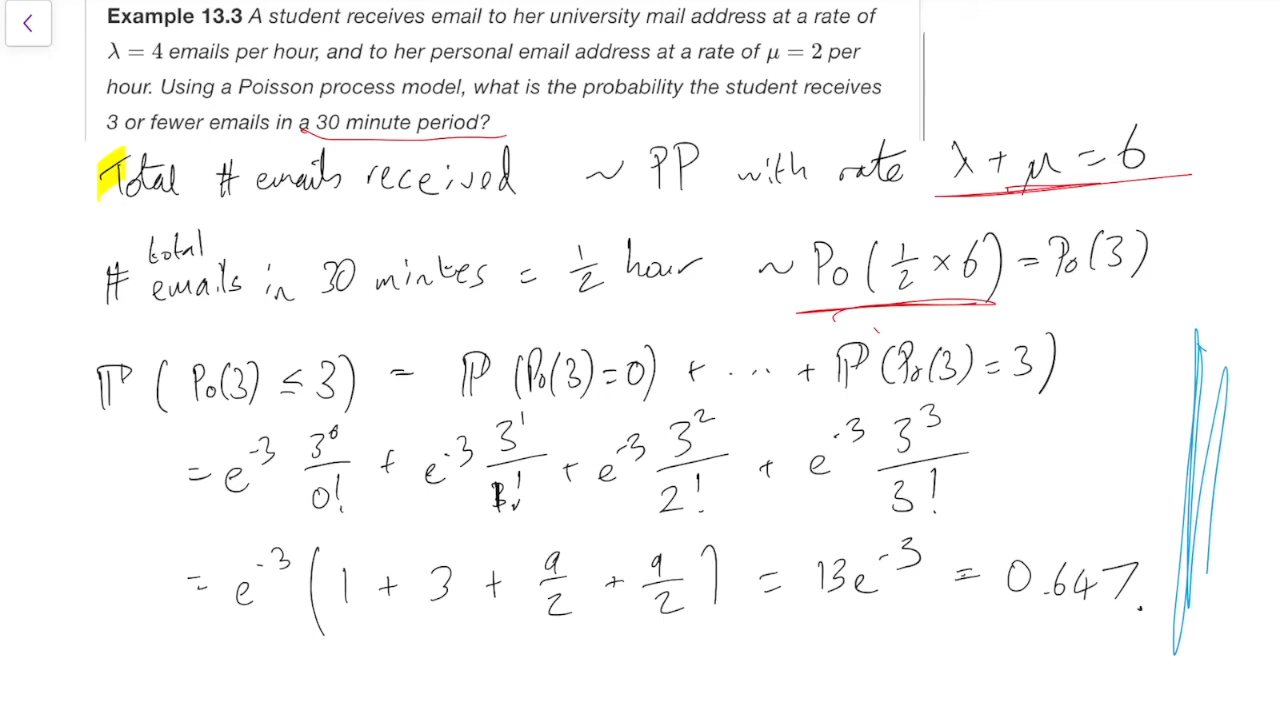 Example 13.3 A student receives email to her university mail address at a rate of
λ = 4 emails per hour, and to her personal email address at a rate of μ = 2 per
hour. Using a Poisson process model, what is the probability the student receives
3 or fewer emails in a 30 minute period?
Total # emails received ~ PP with rate λ + μ = 6
# total emails in 30 mintes = 1/2 hour ~ Po(1/2 × 6) = Po(3)
ℙ(Po(3) ≤ 3) = ℙ(Po(3) = 0) + ... + ℙ(Po(3) = 3)
= e^-3 3^0/0! + e^-3 3^1/1! + e^-3 3^2/2! + e^-3 3^3/3!
= e^-3 (1 + 3 + 9/2 + 9/2) = 13e^-3 = 0.647.